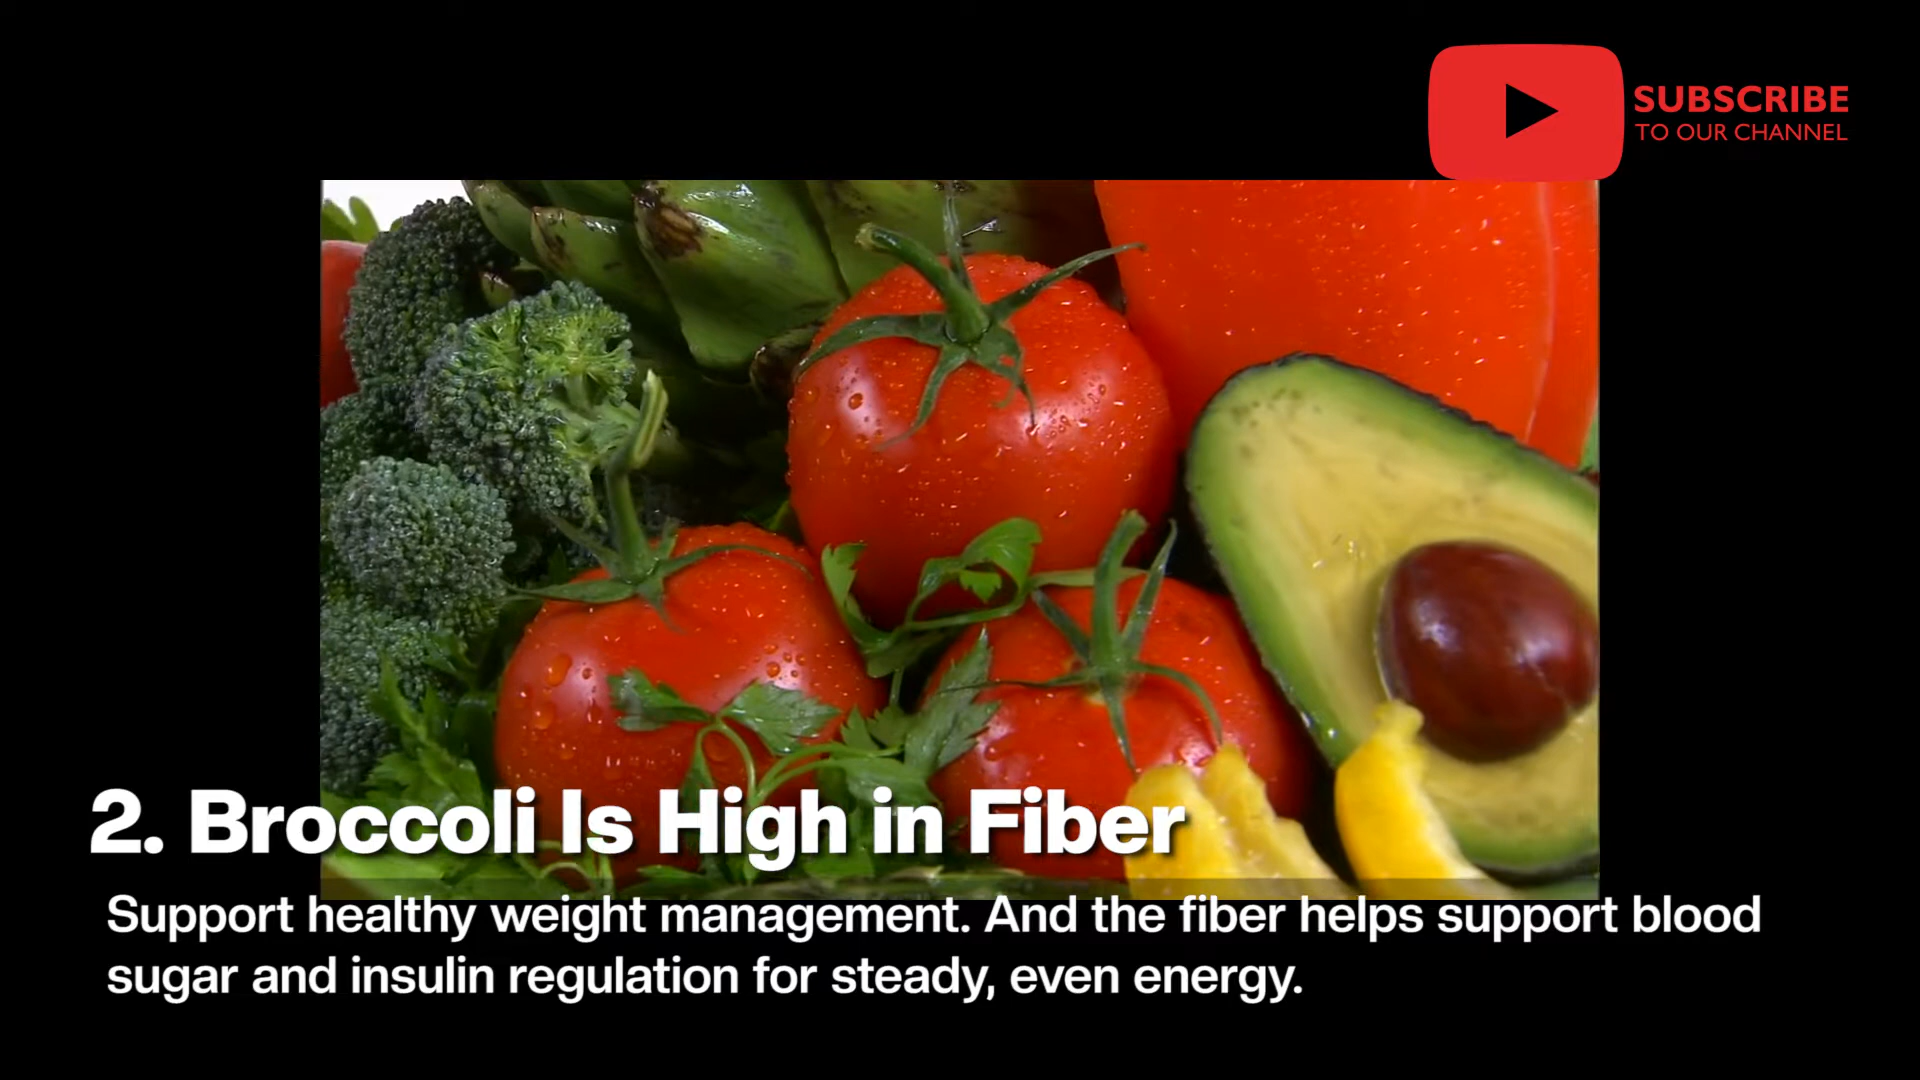 SUBSCRIBE
TO OUR CHANNEL
2. Broccoli Is High in Fiber
Support healthy weight management. And the fiber helps support blood
sugar and insulin regulation for steady, even energy.